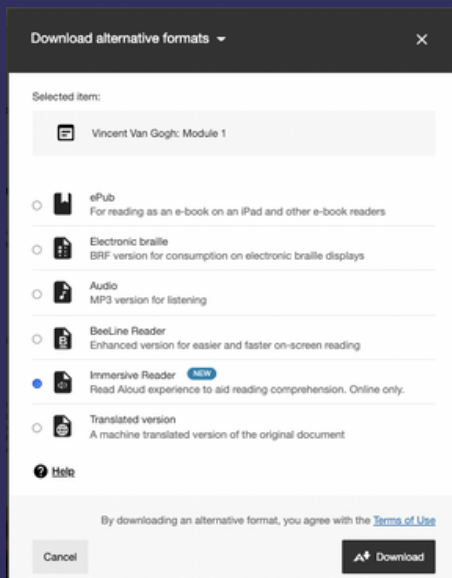 Download alternative formats
Selected item:
Vincent Van Gogh: Module 1
ePub
For reading as an e-book on an iPad and other e-book readers
Electronic braille
BRF version for consumption on electronic braille displays
Audio
MP3 version for listening
BeeLine Reader
Enhanced version for easier and faster on-screen reading
Immersive Reader NEW
Read Aloud experience to aid reading comprehension. Online only.
Translated version
A machine translated version of the original document
Help
By downloading an alternative format, you agree with the Terms of Use
Cancel
Download